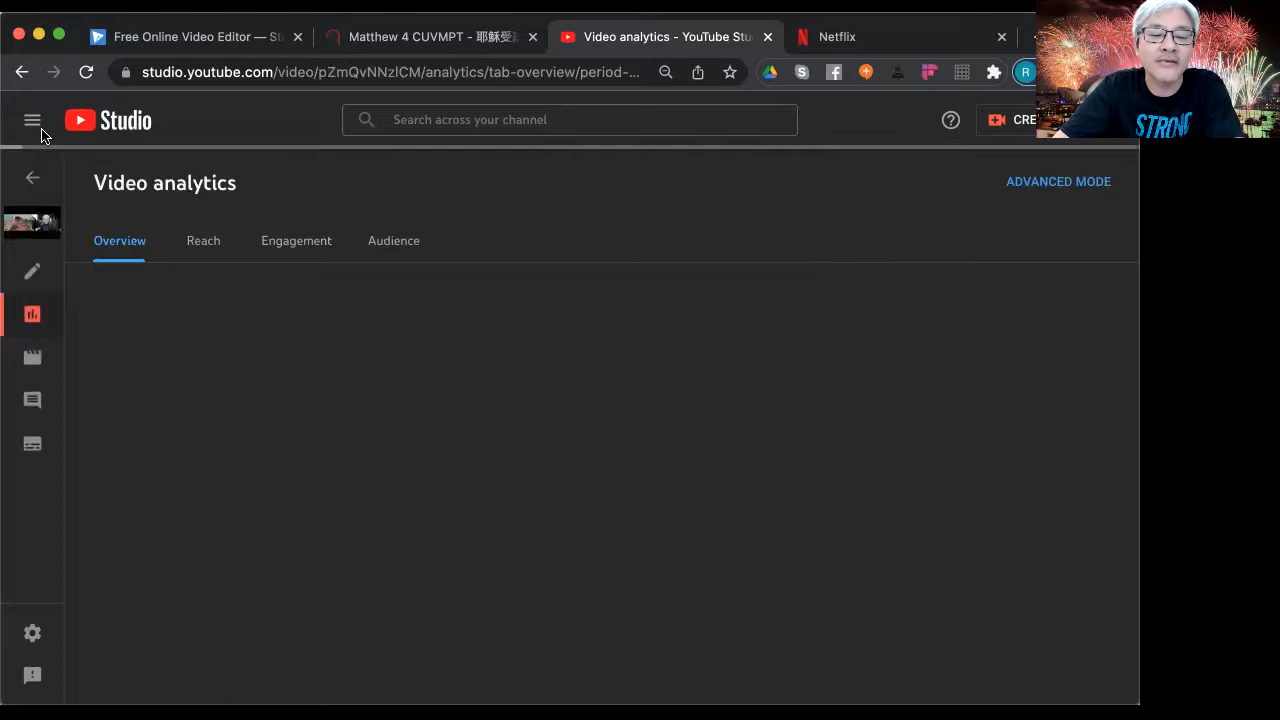 Free Online Video Editor — St
Matthew 4 CUVMPT - 耶穌受
Video analytics - YouTube Stu
Netflix
studio.youtube.com/video/pZmQvNNzlCM/analytics/tab-overview/period-...
R
Studio
Search across your channel
CRE
STRONG
Video analytics
ADVANCED MODE
Overview
Reach
Engagement
Audience